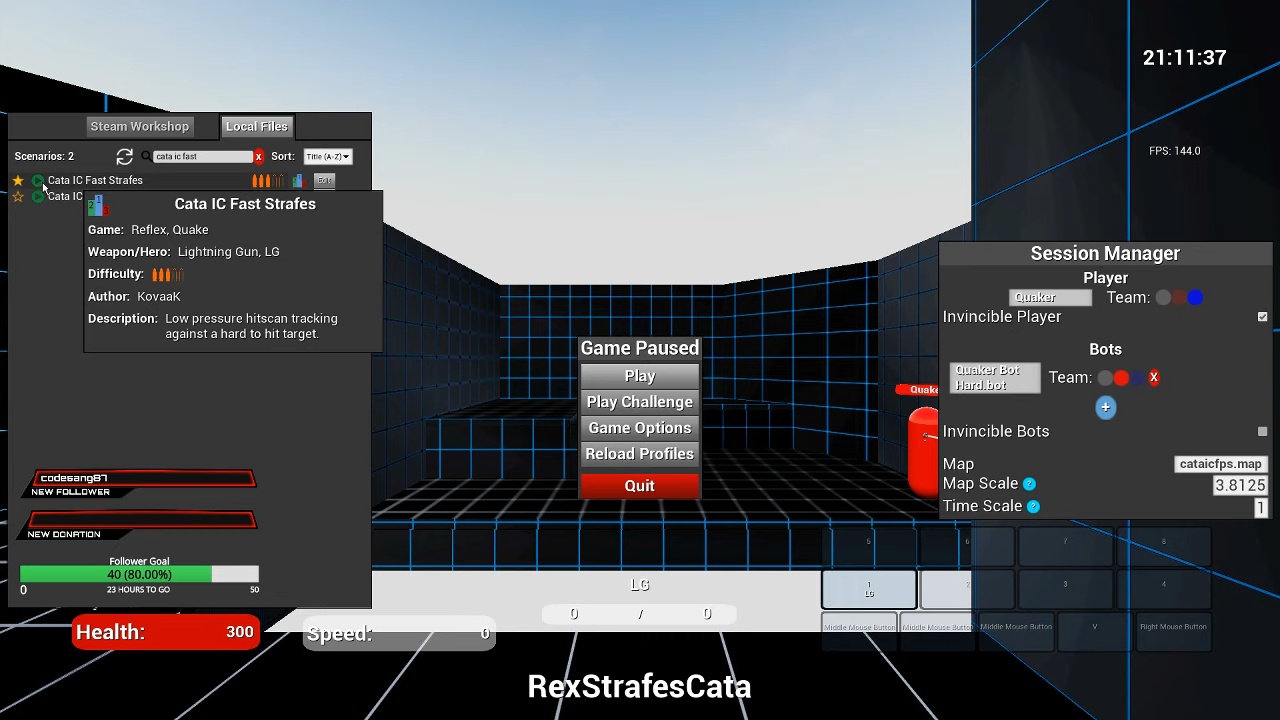 21:11:37
FPS: 144.0
Steam Workshop
Local Files
Scenarios: 2
cata ic fast
x
Sort:
Title (A-Z)
Cata IC Fast Strafes
Edit
Cata IC
Cata IC Fast Strafes
Game: Reflex, Quake
Weapon/Hero: Lightning Gun, LG
Difficulty:
Author: KovaaK
Description: Low pressure hitscan tracking
against a hard to hit target.
codesang87
NEW FOLLOWER
NEW DONATION
Follower Goal
40 (80.00%)
0
23 HOURS TO GO
50
Health: 300
Speed: 0
Game Paused
Play
Play Challenge
Game Options
Reload Profiles
Quit
LG
0 / 0
RexStrafesCata
Quake
Session Manager
Player
Quaker
Team:
Invincible Player
Bots
Quaker Bot
Hard.bot
Team:
X
+
Invincible Bots
Map
cataicfps.map
Map Scale ?
3.8125
Time Scale ?
1
5
6
7
8
1
LG
2
3
4
Middle Mouse Button
Middle Mouse Button
Middle Mouse Button
V
Right Mouse Button